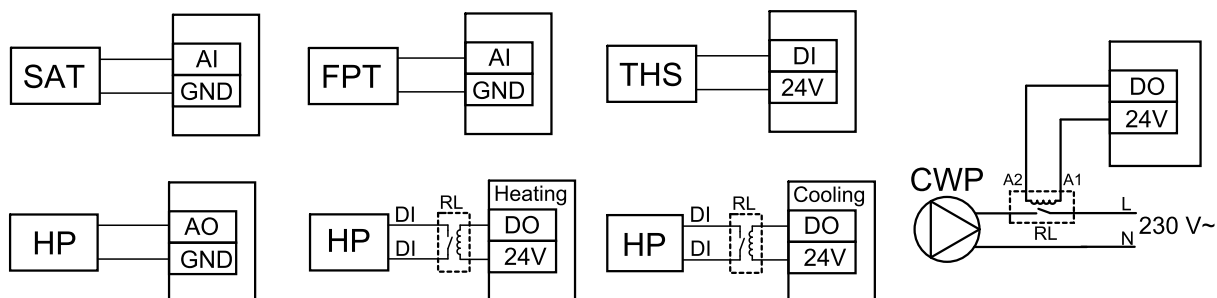 SAT
AI
GND
FPT
AI
GND
THS
DI
24V
DO
24V
CWP
A2
A1
RL
L
N
230 V~
HP
AO
GND
HP
DI
DI
RL
Heating
DO
24V
HP
DI
DI
RL
Cooling
DO
24V